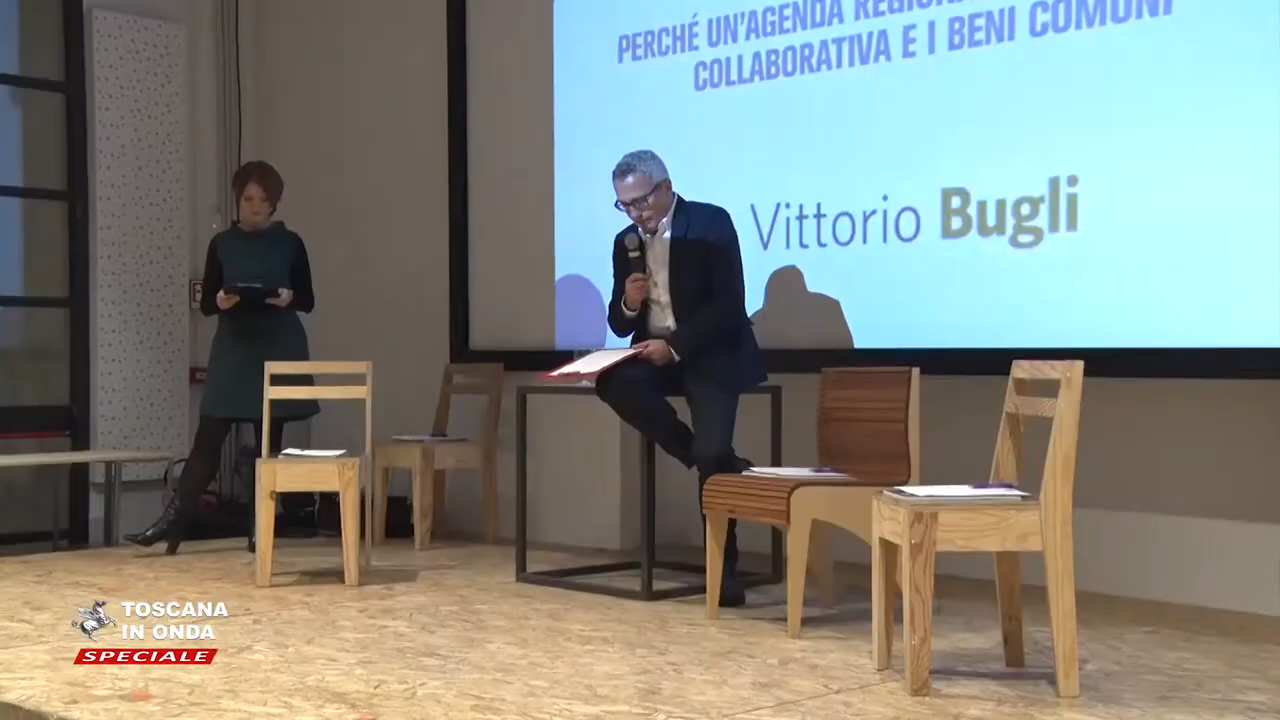 PERCHÉ UN'AGENDA
COLLABORATIVA E I BENI COMUNI
Vittorio Bugli
TOSCANA
IN ONDA
SPECIALE